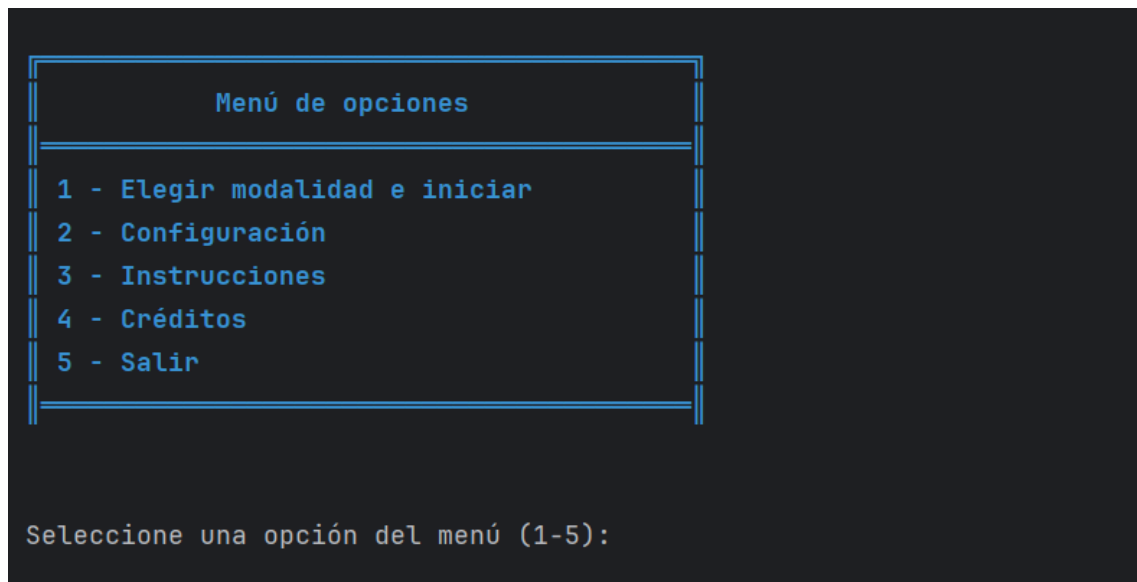 Menú de opciones
1 - Elegir modalidad e iniciar
2 - Configuración
3 - Instrucciones
4 - Créditos
5 - Salir
Seleccione una opción del menú (1-5):